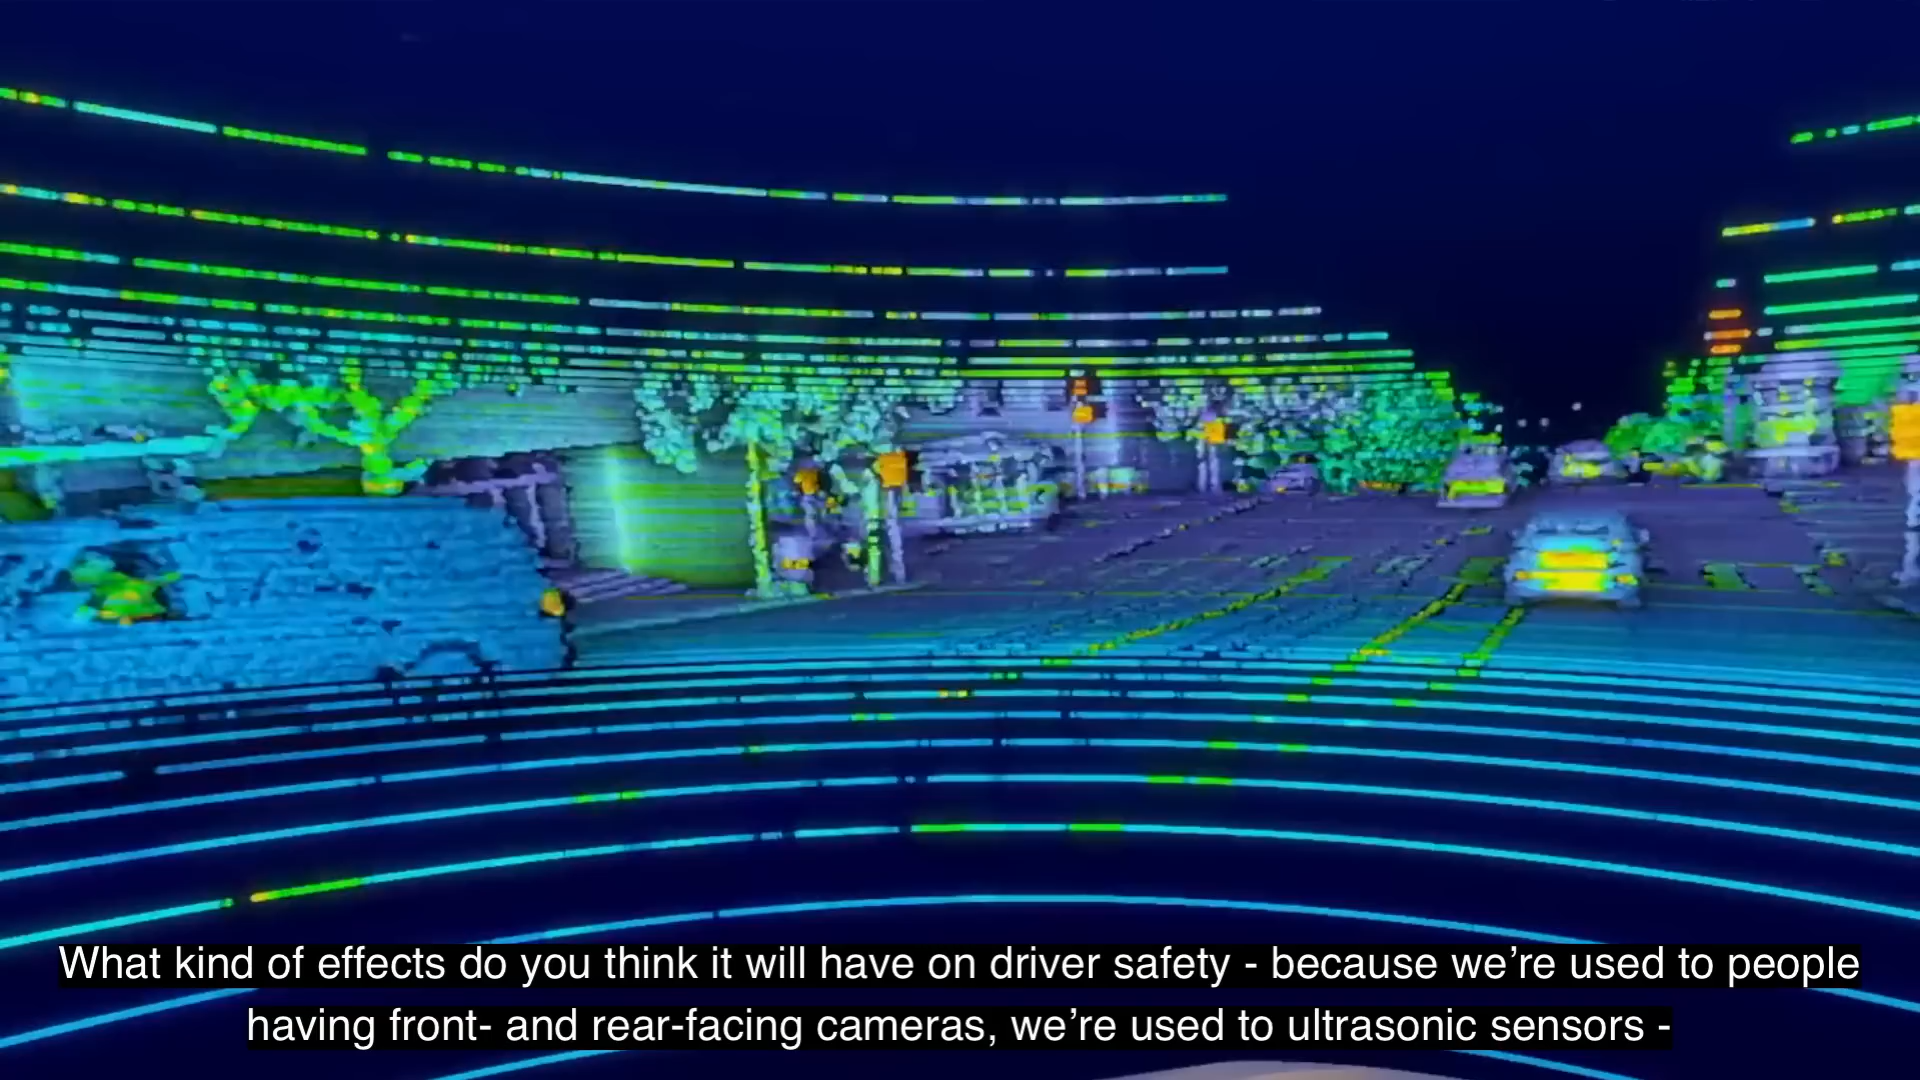 What kind of effects do you think it will have on driver safety - because we’re used to people
having front- and rear-facing cameras, we’re used to ultrasonic sensors -